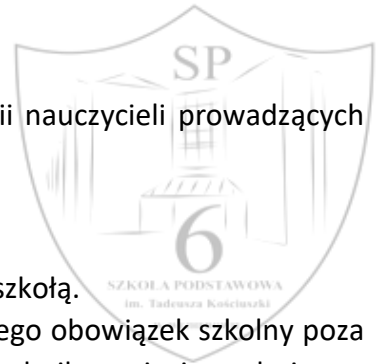 SP
ii nauczycieli prowadzących
6
szkołą.
SZKOŁA PODSTAWOWA
im. Tadeusza Kościuszki
ego obowiązek szkolny poza